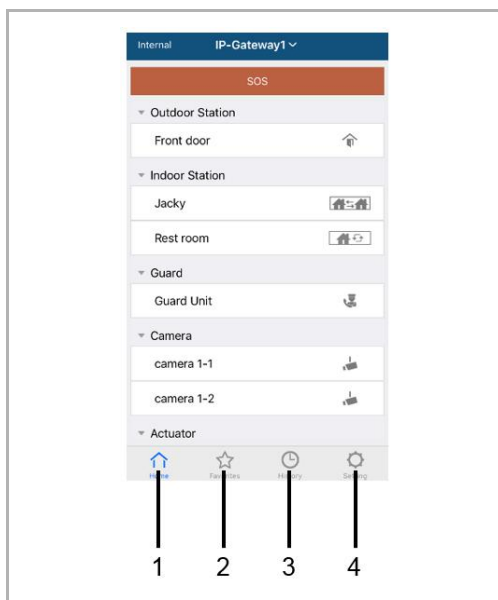 Internal IP-Gateway1
SOS
Outdoor Station
Front door
Indoor Station
Jacky
Rest room
Guard
Guard Unit
Camera
camera 1-1
camera 1-2
Actuator
Home Favorites History Setting
1 2 3 4